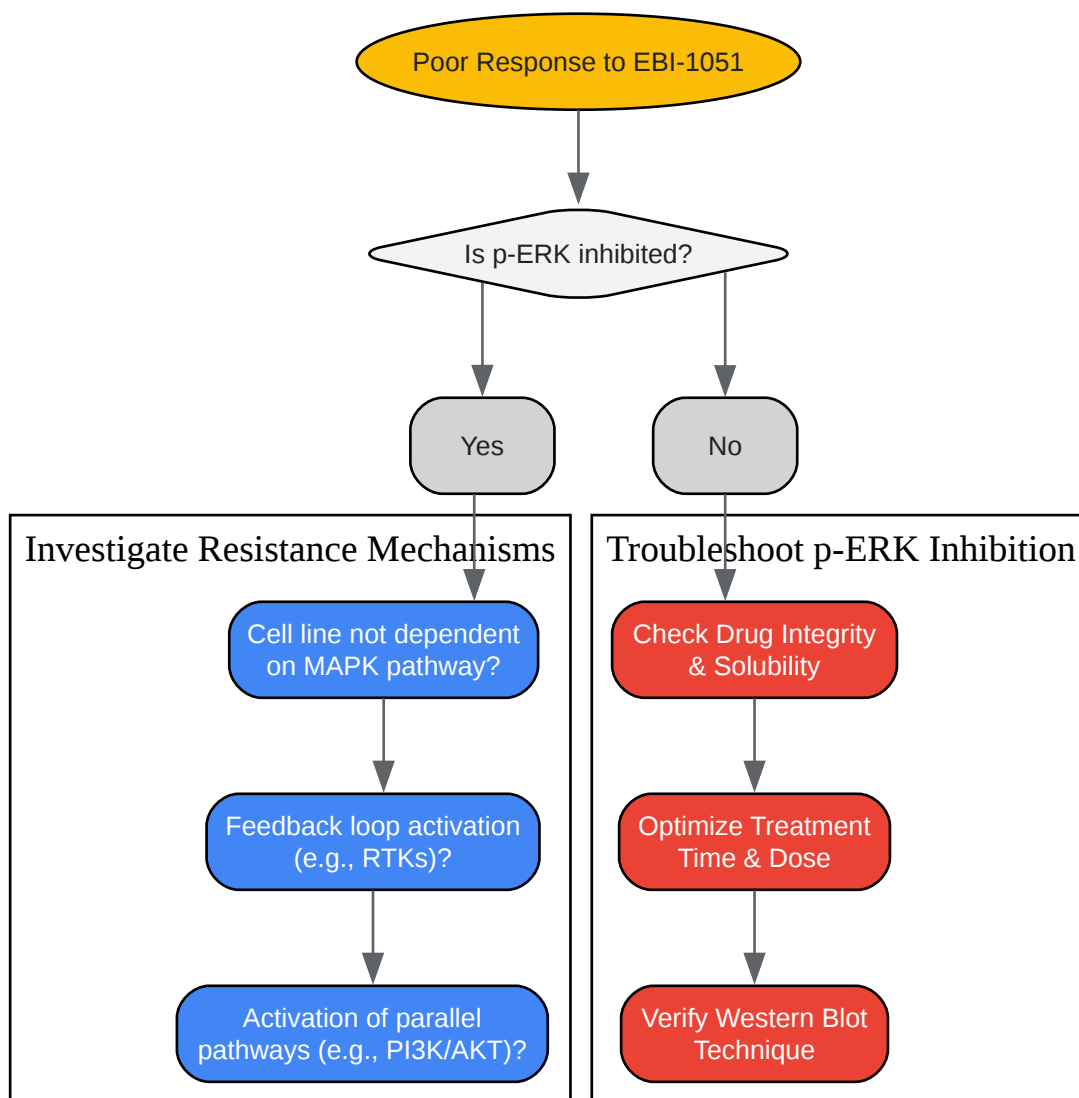 Poor Response to EBI-1051
Is p-ERK inhibited?
Yes
No
Investigate Resistance Mechanisms
Cell line not dependent
on MAPK pathway?
Feedback loop activation
(e.g., RTKs)?
Activation of parallel
pathways (e.g., PI3K/AKT)?
Troubleshoot p-ERK Inhibition
Check Drug Integrity
& Solubility
Optimize Treatment
Time & Dose
Verify Western Blot
Technique